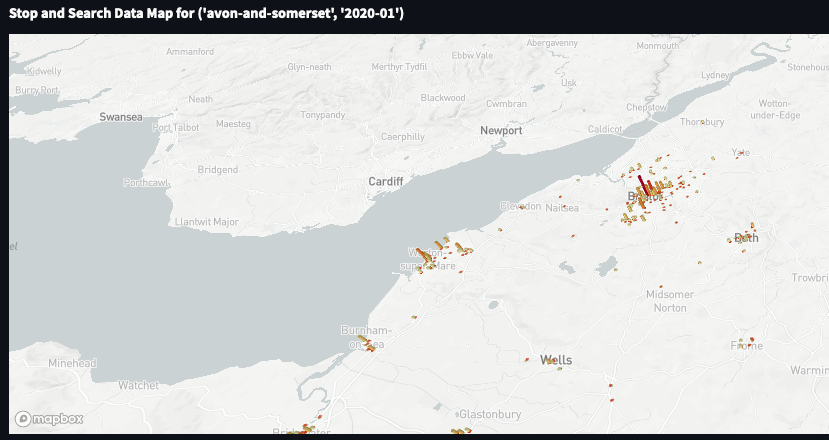 Stop and Search Data Map for ('avon-and-somerset', '2020-01')
Abergavenny
Monmouth
Ammanford
Ebbw Vale
Stonehous
Kidwelly
Glyn-neath
Merthyr Tydfil
Lydney
Usk
Burry Port
Neath
Blackwood
Cwmbran
Chepstow
Wotton-
under-Edge
Swansea
Port Talbot
Maesteg
Tonypandy
Newport
Caldicot
Thornbury
Caerphilly
Yate
Bridgend
Cardiff
Porthcawl
Bristol
Clevedon
Nailsea
Llantwit Major
el
Bath
Weston-
super-Mare
Trowbri
Midsomer
Norton
Burnham-
on-Sea
Frome
Minehead
Wells
Warmin
Watchet
Glastonbury
Bridgwater
mapbox